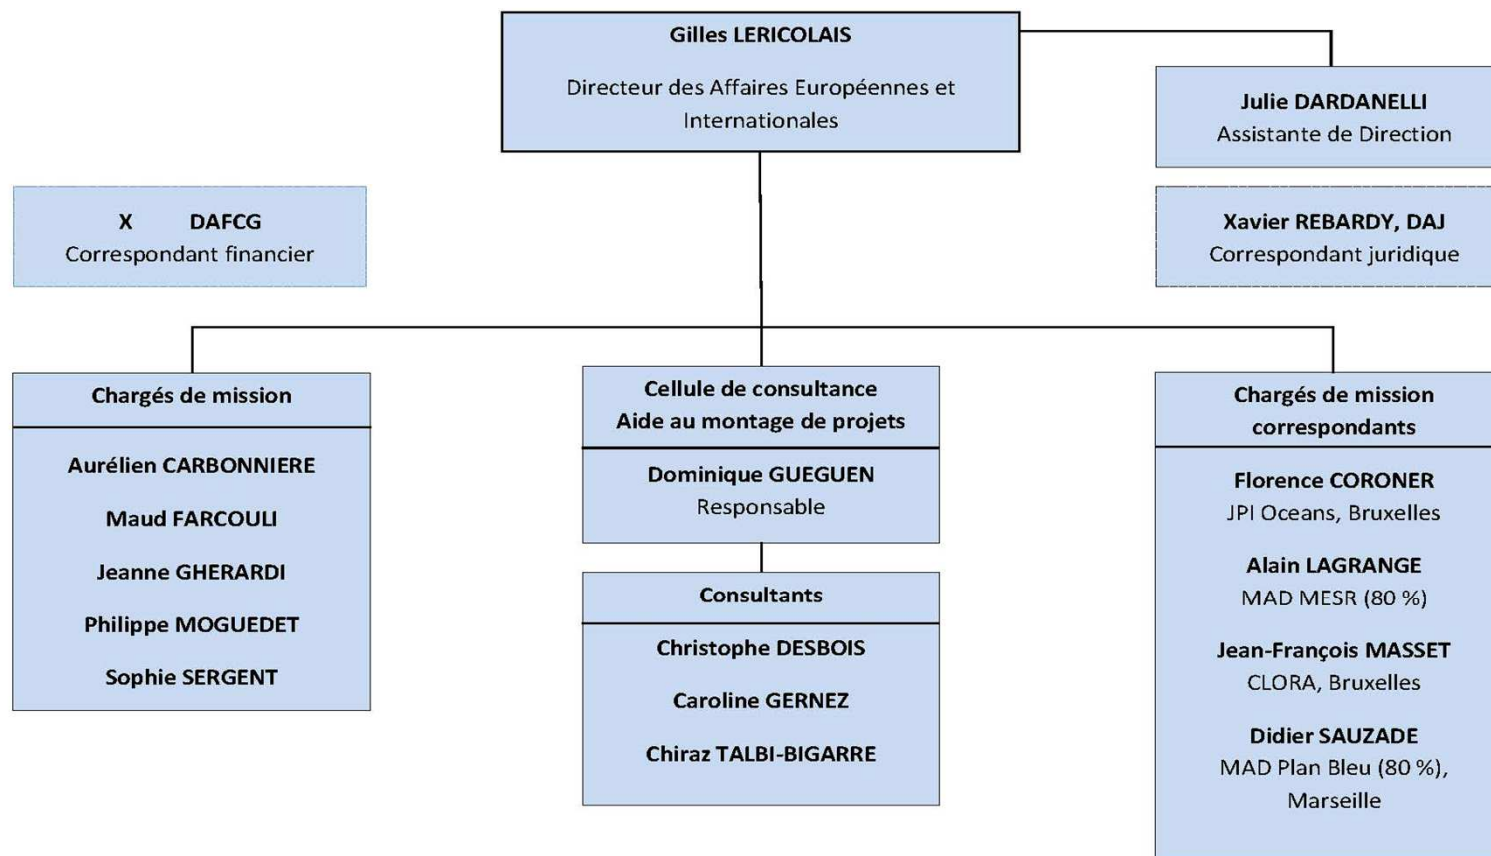 Gilles LERICOLAIS
Directeur des Affaires Européennes et
Internationales
Julie DARDANELLI
Assistante de Direction
X DAFCG
Correspondant financier
Xavier REBARDY, DAJ
Correspondant juridique
Chargés de mission
Aurélien CARBONNIERE
Maud FARCOULI
Jeanne GHERARDI
Philippe MOGUEDET
Sophie SERGENT
Cellule de consultance
Aide au montage de projets
Dominique GUEGUEN
Responsable
Consultants
Christophe DESBOIS
Caroline GERNEZ
Chiraz TALBI-BIGARRE
Chargés de mission
correspondants
Florence CORONER
JPI Oceans, Bruxelles
Alain LAGRANGE
MAD MESR (80 %)
Jean-François MASSET
CLORA, Bruxelles
Didier SAUZADE
MAD Plan Bleu (80 %),
Marseille